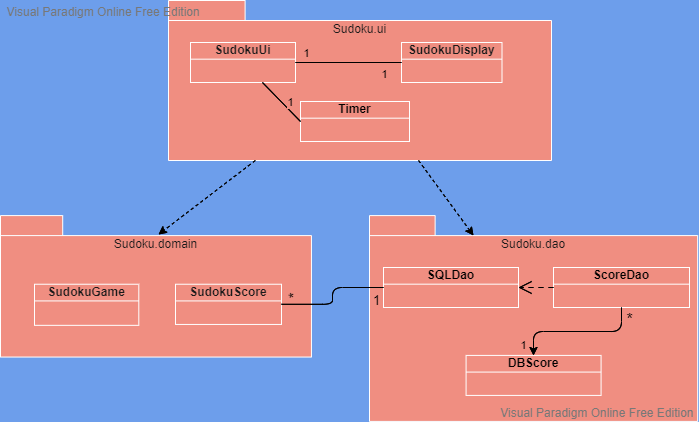 Visual Paradigm Online Free Edition
Sudoku.ui
SudokuUi
1
1
SudokuDisplay
1
Timer
Sudoku.domain
SudokuGame
SudokuScore
*
Sudoku.dao
1
SQLDao
ScoreDao
*
1
DBScore
Visual Paradigm Online Free Edition